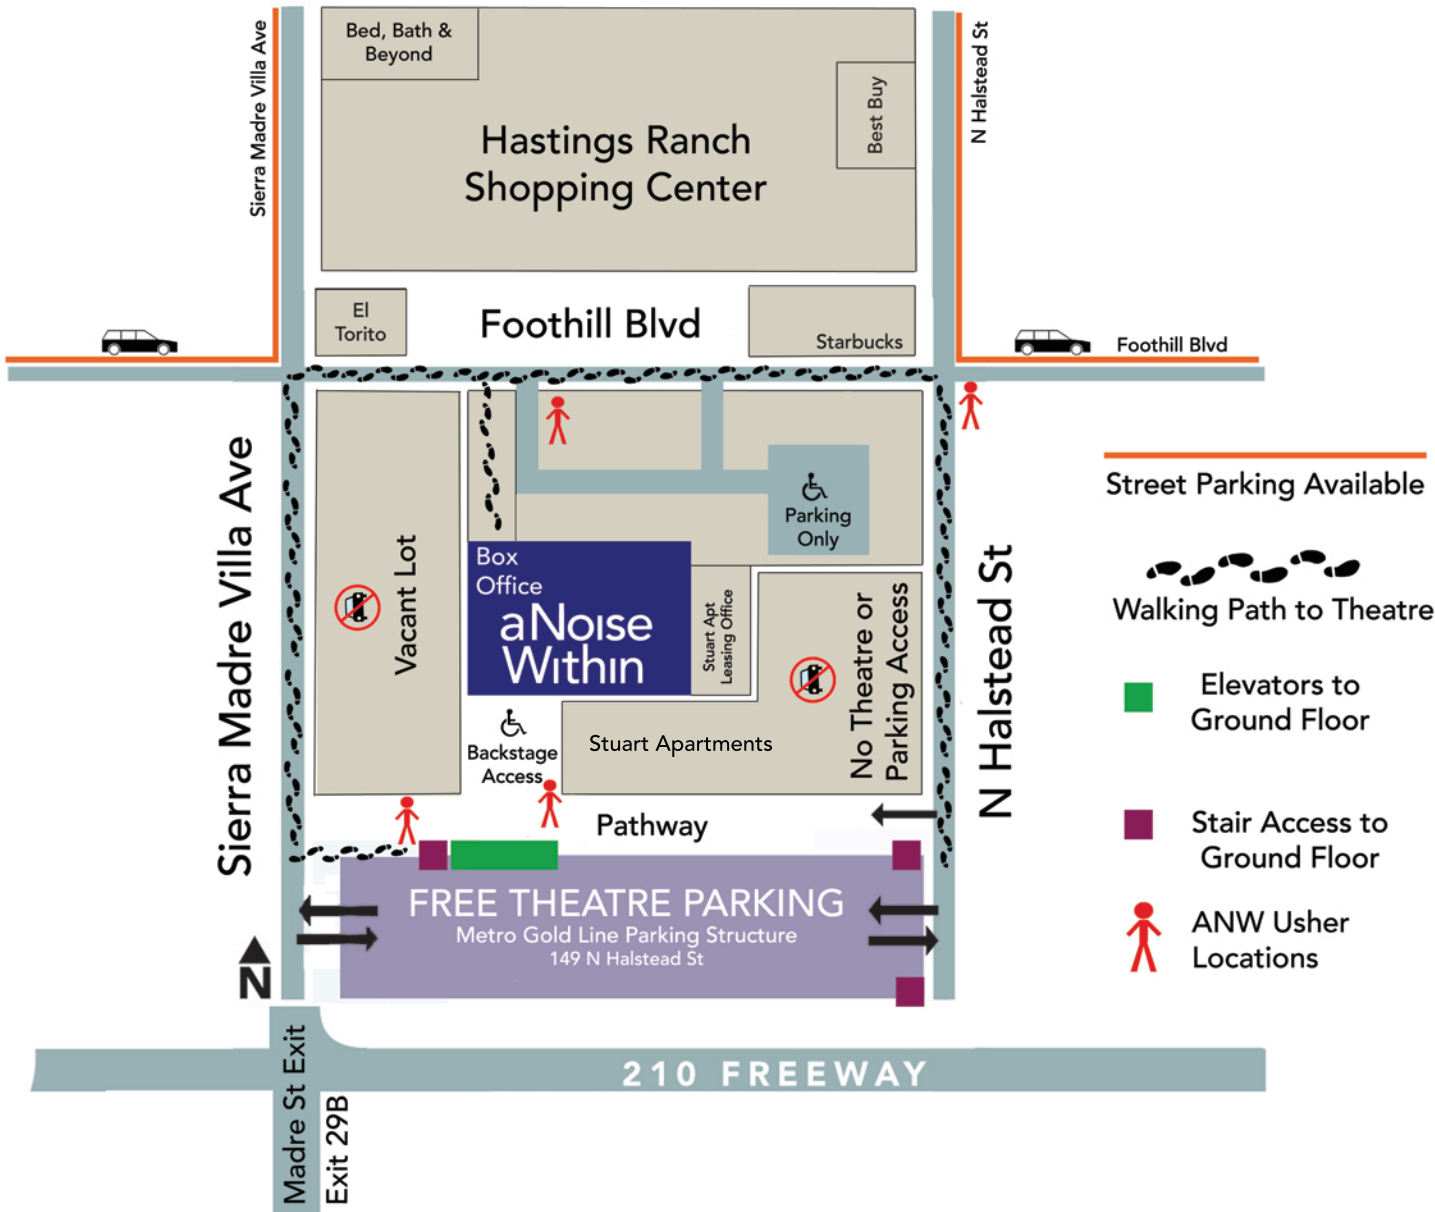 Sierra Madre Villa Ave
Bed, Bath &
Beyond
Best Buy
N Halstead St
Hastings Ranch
Shopping Center
El
Torito
Foothill Blvd
Starbucks
Foothill Blvd
Sierra Madre Villa Ave
Vacant Lot
Parking
Only
Box
Office
aNoise
Within
Stuart Apt
Leasing Office
No Theatre or
Parking Access
N Halstead St
Backstage
Access
Stuart Apartments
Pathway
FREE THEATRE PARKING
Metro Gold Line Parking Structure
149 N Halstead St
N
Street Parking Available
Walking Path to Theatre
Elevators to
Ground Floor
Stair Access to
Ground Floor
ANW Usher
Locations
210 FREEWAY
Madre St Exit
Exit 29B